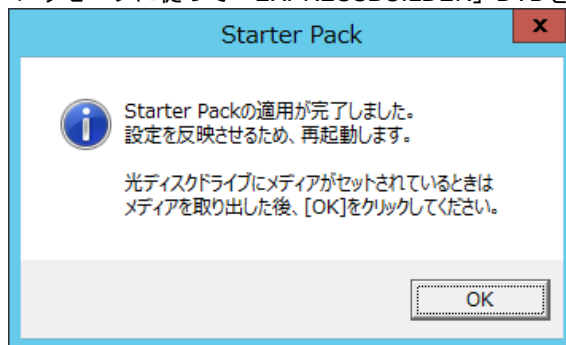 Starter Pack
x
Starter Packの適用が完了しました。
設定を反映させるため、再起動します。
光ディスクドライブにメディアがセットされているときは
メディアを取り出した後、[OK]をクリックしてください。
OK